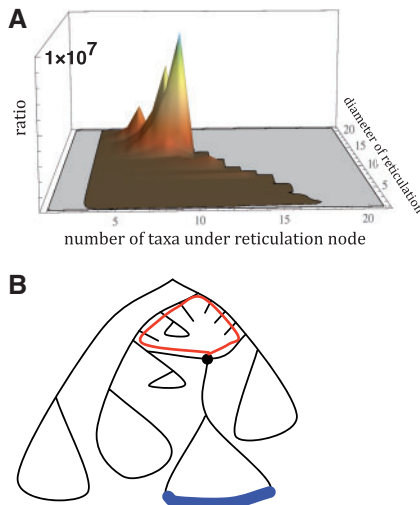 A
1×10⁷
ratio
diameter of reticulation
20
15
10
5
5
10
15
20
number of taxa under reticulation node
B